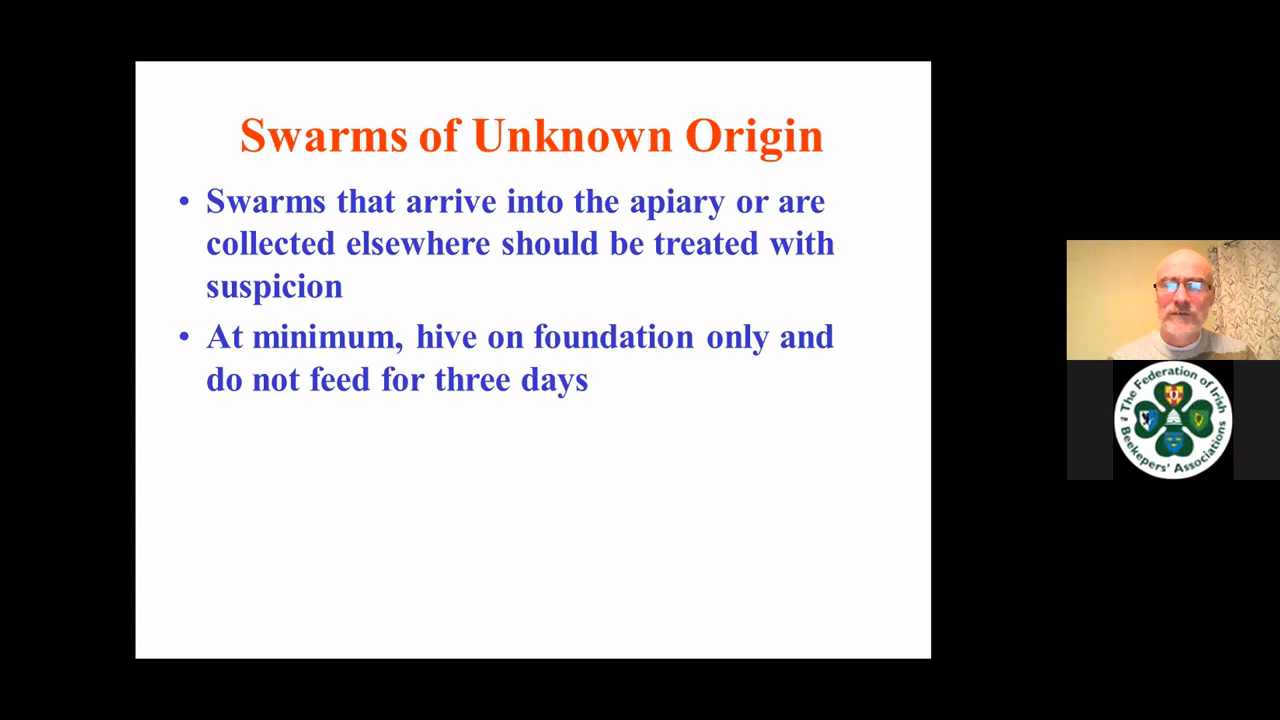 Swarms of Unknown Origin
• Swarms that arrive into the apiary or are
collected elsewhere should be treated with
suspicion
• At minimum, hive on foundation only and
do not feed for three days
The Federation of Irish
Beekepers' Associations